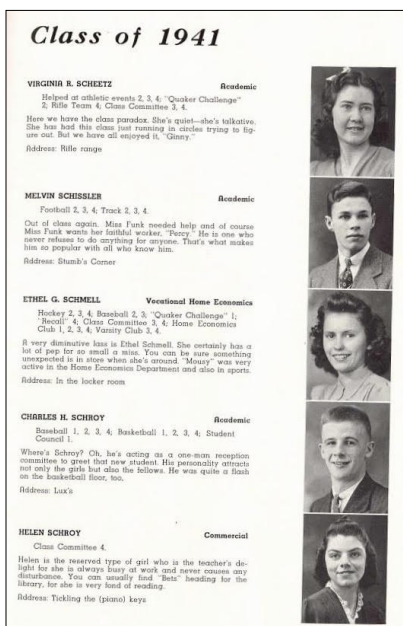 Class of 1941
VIRGINIA R. SCHEETZ Academic
Helped at athletic events 2, 3, 4; "Quaker Challenge"
2; Rifle Team 4; Class Committee 3, 4.
Here we have the class paradox. She's quiet—she's talkative.
She has had this class just running in circles trying to fig-
ure out. But we have all enjoyed it, "Ginny."
Address: Rifle range
MELVIN SCHISSLER Academic
Football 2, 3, 4; Track 2, 3, 4.
Out of class again. Miss Funk needed help and of course
Miss Funk wants her faithful worker, "Percy." He is one who
never refuses to do anything for anyone. That's what makes
him so popular with all who know him.
Address: Stumb's Corner
ETHEL G. SCHMELL Vocational Home Economics
Hockey 2, 3, 4; Baseball 2, 3; "Quaker Challenge" 1;
"Recall" 4; Class Committee 3, 4; Home Economics
Club 1, 2, 3, 4; Varsity Club 3, 4.
A very diminutive lass is Ethel Schmell. She certainly has a
lot of pep for so small a miss. You can be sure something
unexpected is in store when she's around. "Mousy" was very
active in the Home Economics Department and also in sports.
Address: In the locker room
CHARLES H. SCHROY Academic
Baseball 1, 2, 3, 4; Basketball 1, 2, 3, 4; Student
Council 1.
Where's Schroy? Oh, he's acting as a one-man reception
committee to greet that new student. His personality attracts
not only the girls but also the fellows. He was quite a flash
on the basketball floor, too.
Address: Lux's
HELEN SCHROY Commercial
Class Committee 4.
Helen is the reserved type of girl who is the teacher's de-
light for she is always busy at work and never causes any
disturbance. You can usually find "Bets" heading for the
library, for she is very fond of reading.
Address: Tickling the (piano) keys